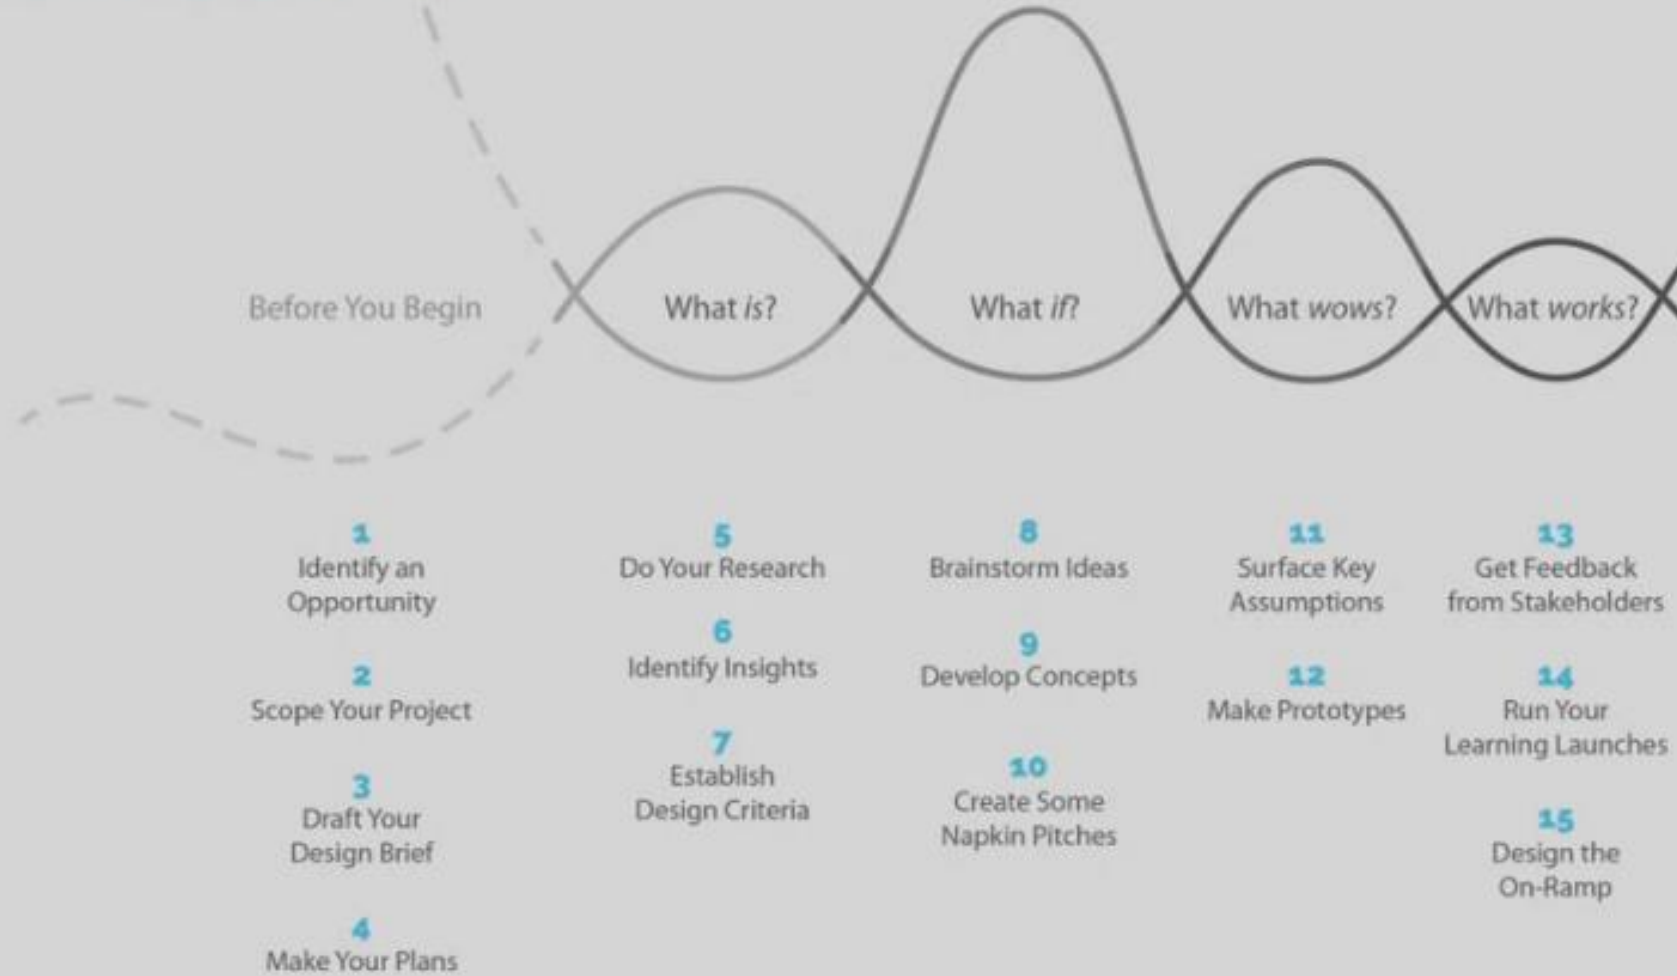 Before You Begin
What is?
What if?
What wows?
What works?
1
Identify an
Opportunity
2
Scope Your Project
3
Draft Your
Design Brief
4
Make Your Plans
5
Do Your Research
6
Identify Insights
7
Establish
Design Criteria
8
Brainstorm Ideas
9
Develop Concepts
10
Create Some
Napkin Pitches
11
Surface Key
Assumptions
12
Make Prototypes
13
Get Feedback
from Stakeholders
14
Run Your
Learning Launches
15
Design the
On-Ramp